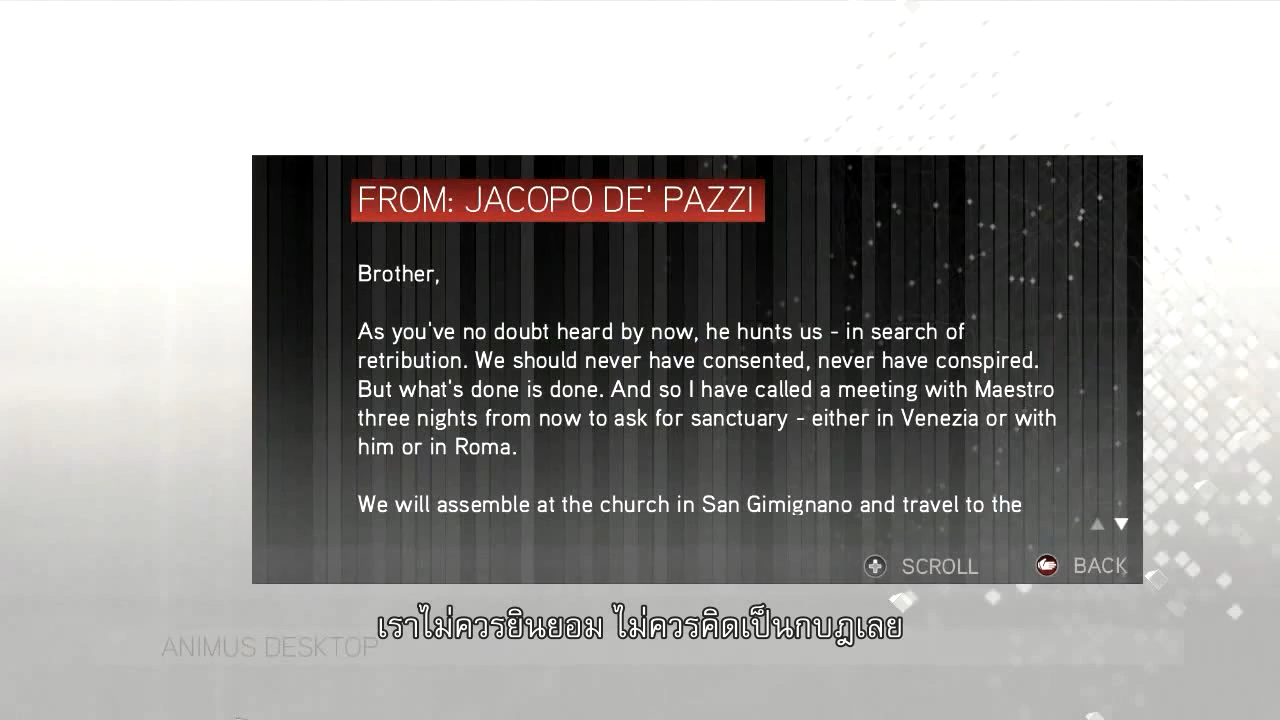 FROM: JACOPO DE' PAZZI
Brother,
As you've no doubt heard by now, he hunts us - in search of
retribution. We should never have consented, never have conspired.
But what's done is done. And so I have called a meeting with Maestro
three nights from now to ask for sanctuary - either in Venezia or with
him or in Roma.
We will assemble at the church in San Gimignano and travel to the
SCROLL BACK
เราไม่ควรยินยอม ไม่ควรคิดเป็นกบฎเลย
ANIMUS DESKTOP